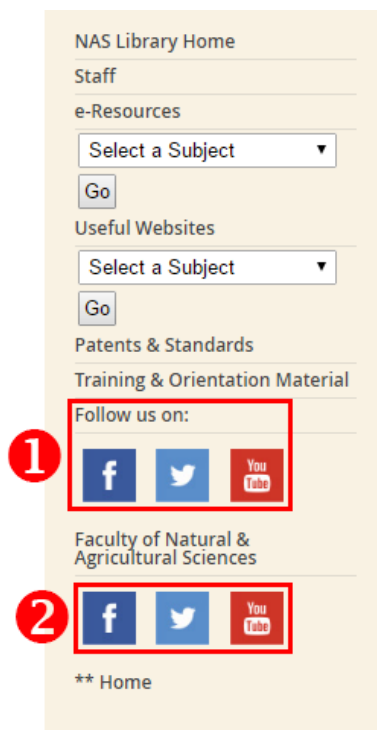 NAS Library Home
Staff
e-Resources
Select a Subject
Go
Useful Websites
Select a Subject
Go
Patents & Standards
Training & Orientation Material
Follow us on:
1
f You Tube
Faculty of Natural &
Agricultural Sciences
2
f You Tube
** Home